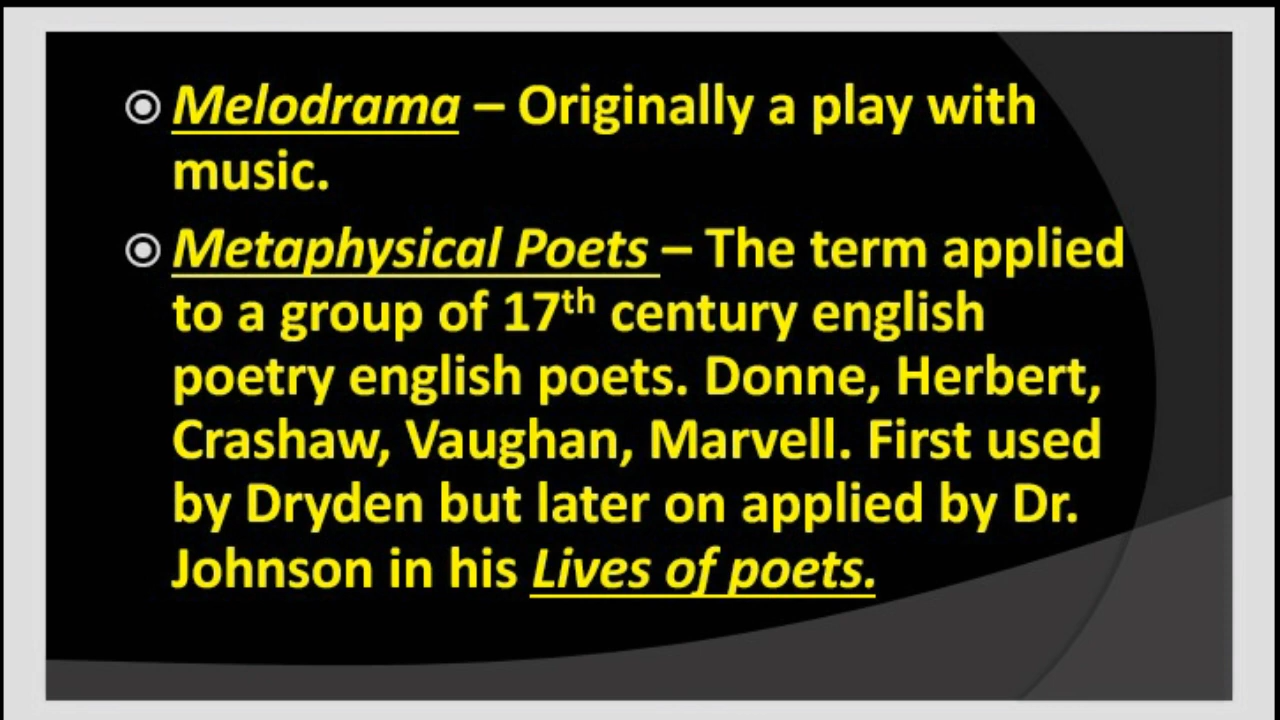 Melodrama – Originally a play with
music.
Metaphysical Poets – The term applied
to a group of 17th century english
poetry english poets. Donne, Herbert,
Crashaw, Vaughan, Marvell. First used
by Dryden but later on applied by Dr.
Johnson in his Lives of poets.